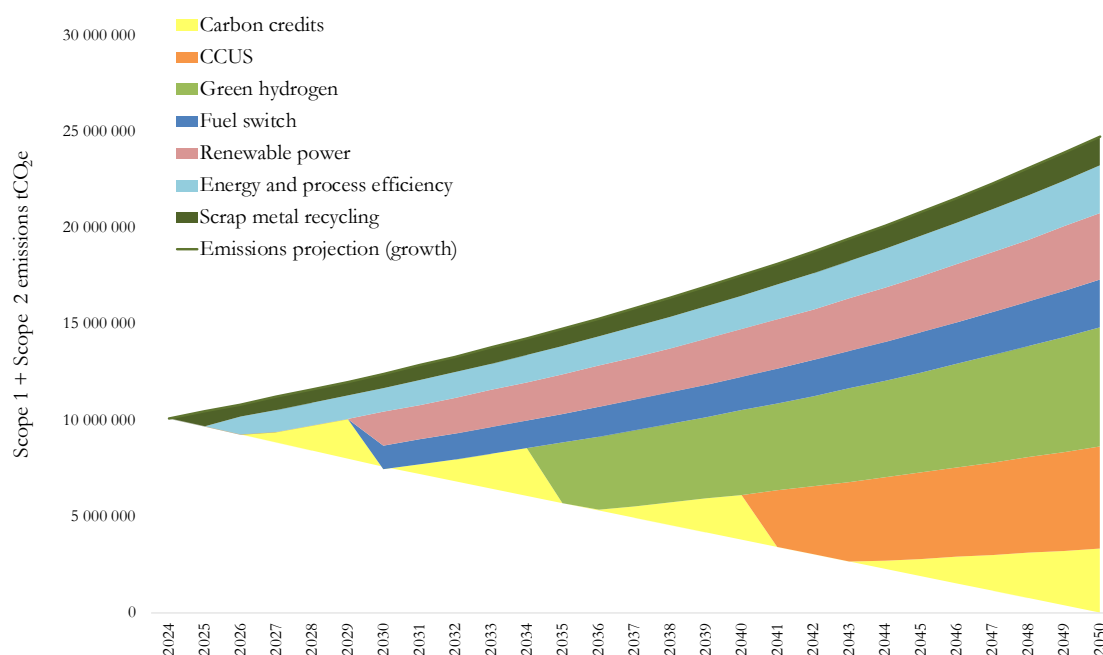 30 000 000
25 000 000
20 000 000
15 000 000
10 000 000
5 000 000
0
Scope 1 + Scope 2 emissions tCO₂e
Carbon credits
CCUS
Green hydrogen
Fuel switch
Renewable power
Energy and process efficiency
Scrap metal recycling
Emissions projection (growth)
2024
2025
2026
2027
2028
2029
2030
2031
2032
2033
2034
2035
2036
2037
2038
2039
2040
2041
2042
2043
2044
2045
2046
2047
2048
2049
2050